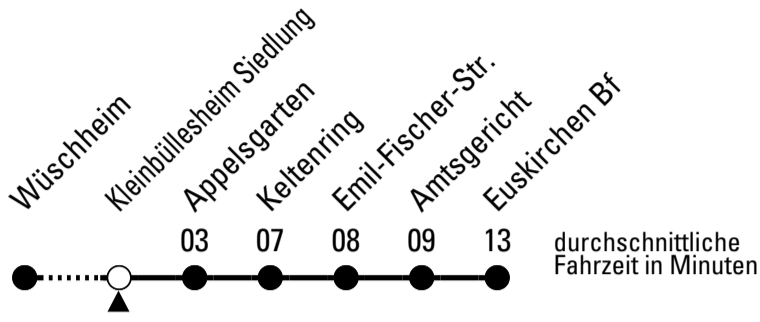 Wüschheim
Kleinbüllesheim Siedlung
Appelsgarten
Keltenring
Emil-Fischer-Str.
Amtsgericht
Euskirchen Bf
03 07 08 09 13
durchschnittliche
Fahrzeit in Minuten